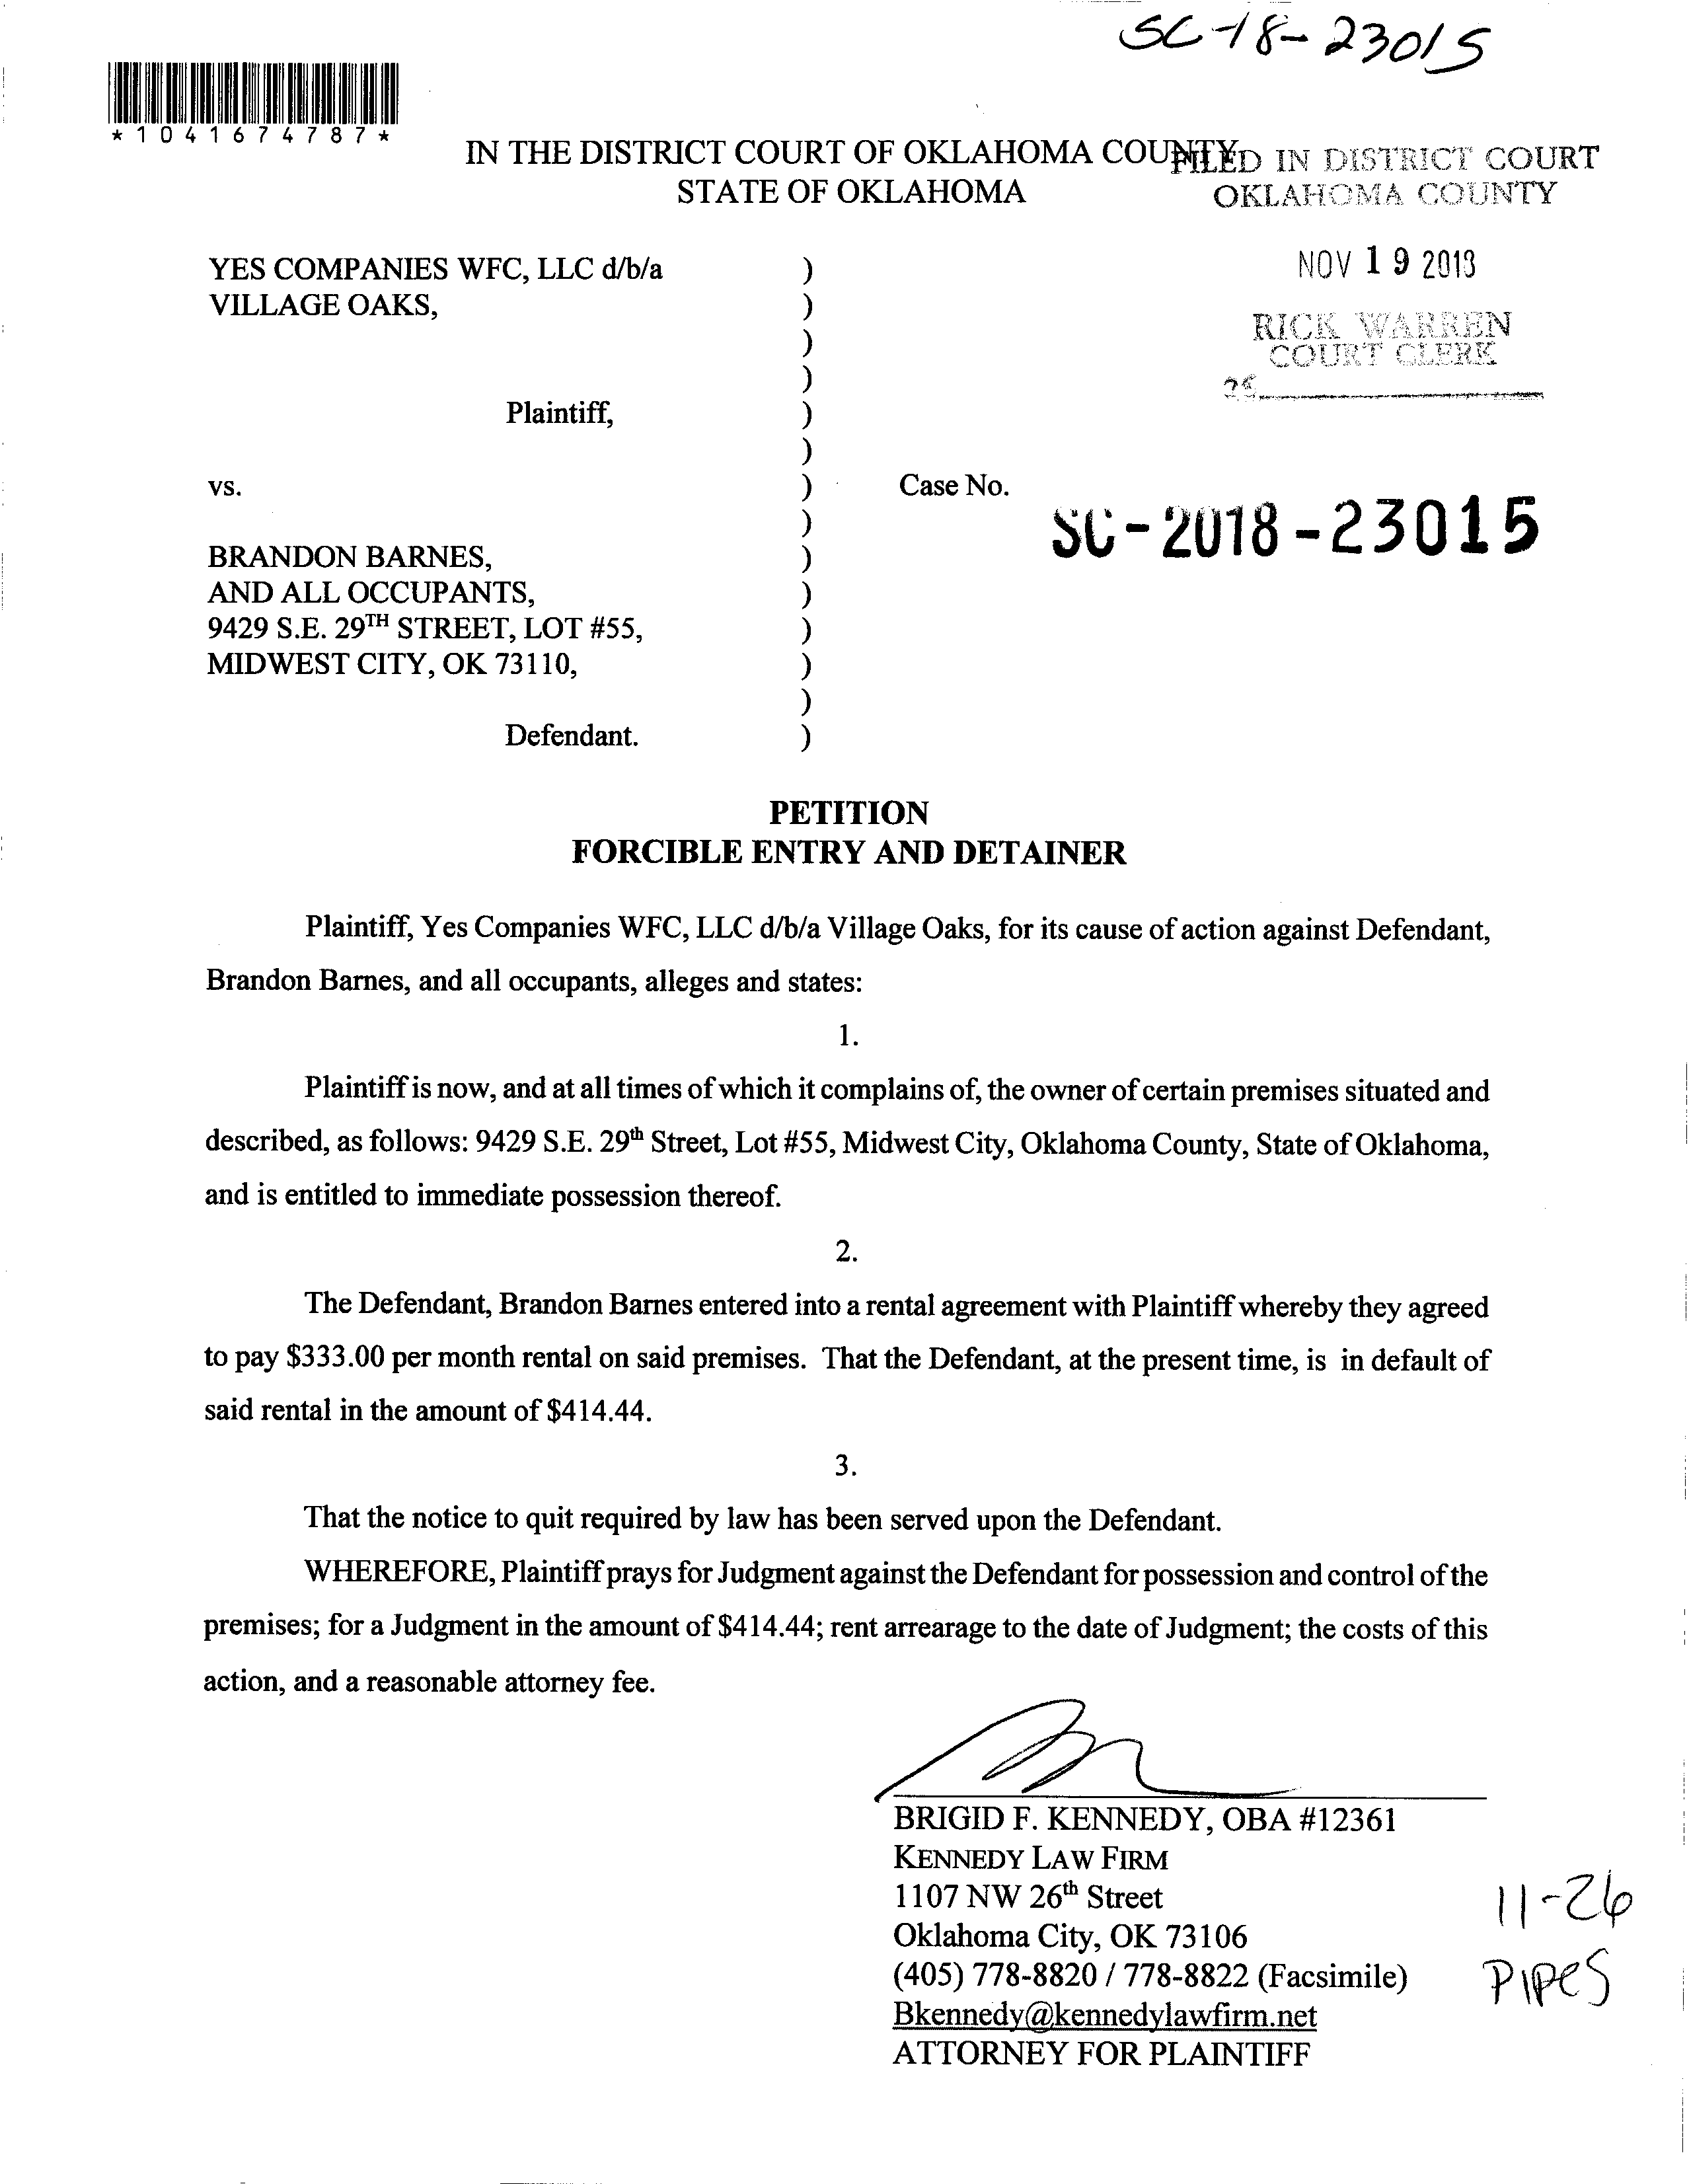 SC-18-23015
*1041674787*
IN THE DISTRICT COURT OF OKLAHOMA COUNTY
STATE OF OKLAHOMA
FILED IN DISTRICT COURT
OKLAHOMA COUNTY
NOV 19 2018
RICK WARREN
COURT CLERK
YES COMPANIES WFC, LLC d/b/a )
VILLAGE OAKS, )
)
)
Plaintiff, )
)
vs. ) Case No. SC-2018-23015
)
BRANDON BARNES, )
AND ALL OCCUPANTS, )
9429 S.E. 29TH STREET, LOT #55, )
MIDWEST CITY, OK 73110, )
)
Defendant. )
PETITION
FORCIBLE ENTRY AND DETAINER
Plaintiff, Yes Companies WFC, LLC d/b/a Village Oaks, for its cause of action against Defendant,
Brandon Barnes, and all occupants, alleges and states:
1.
Plaintiff is now, and at all times of which it complains of, the owner of certain premises situated and
described, as follows: 9429 S.E. 29th Street, Lot #55, Midwest City, Oklahoma County, State of Oklahoma,
and is entitled to immediate possession thereof.
2.
The Defendant, Brandon Barnes entered into a rental agreement with Plaintiff whereby they agreed
to pay $333.00 per month rental on said premises. That the Defendant, at the present time, is in default of
said rental in the amount of $414.44.
3.
That the notice to quit required by law has been served upon the Defendant.
WHEREFORE, Plaintiff prays for Judgment against the Defendant for possession and control of the
premises; for a Judgment in the amount of $414.44; rent arrearage to the date of Judgment; the costs of this
action, and a reasonable attorney fee.
BRIGID F. KENNEDY, OBA #12361
KENNEDY LAW FIRM
1107 NW 26th Street
Oklahoma City, OK 73106
(405) 778-8820 / 778-8822 (Facsimile)
Bkennedy@kennedylawfirm.net
ATTORNEY FOR PLAINTIFF
11-26
PIPES